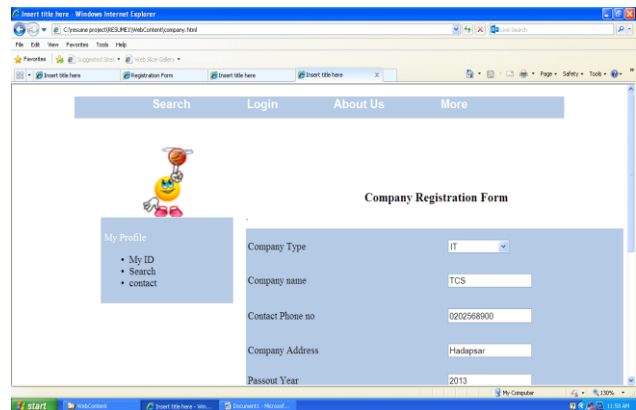 Insert title here - Windows Internet Explorer
C:\resume project\RESUME1\WebContent\company.html
Live Search
File Edit View Favorites Tools Help
Favorites Suggested Sites Web Slice Gallery
Insert title here Registration Form Insert title here Insert title here X Page Safety Tools
Search Login About Us More
Company Registration Form
My Profile
• My ID
• Search
• contact
Company Type IT
Company name TCS
Contact Phone no 0202568900
Company Address Hadapsar
Passout Year 2013
My Computer 130%
start WebContent Insert title here - Win... Document1 - Microsof... 11:58 AM